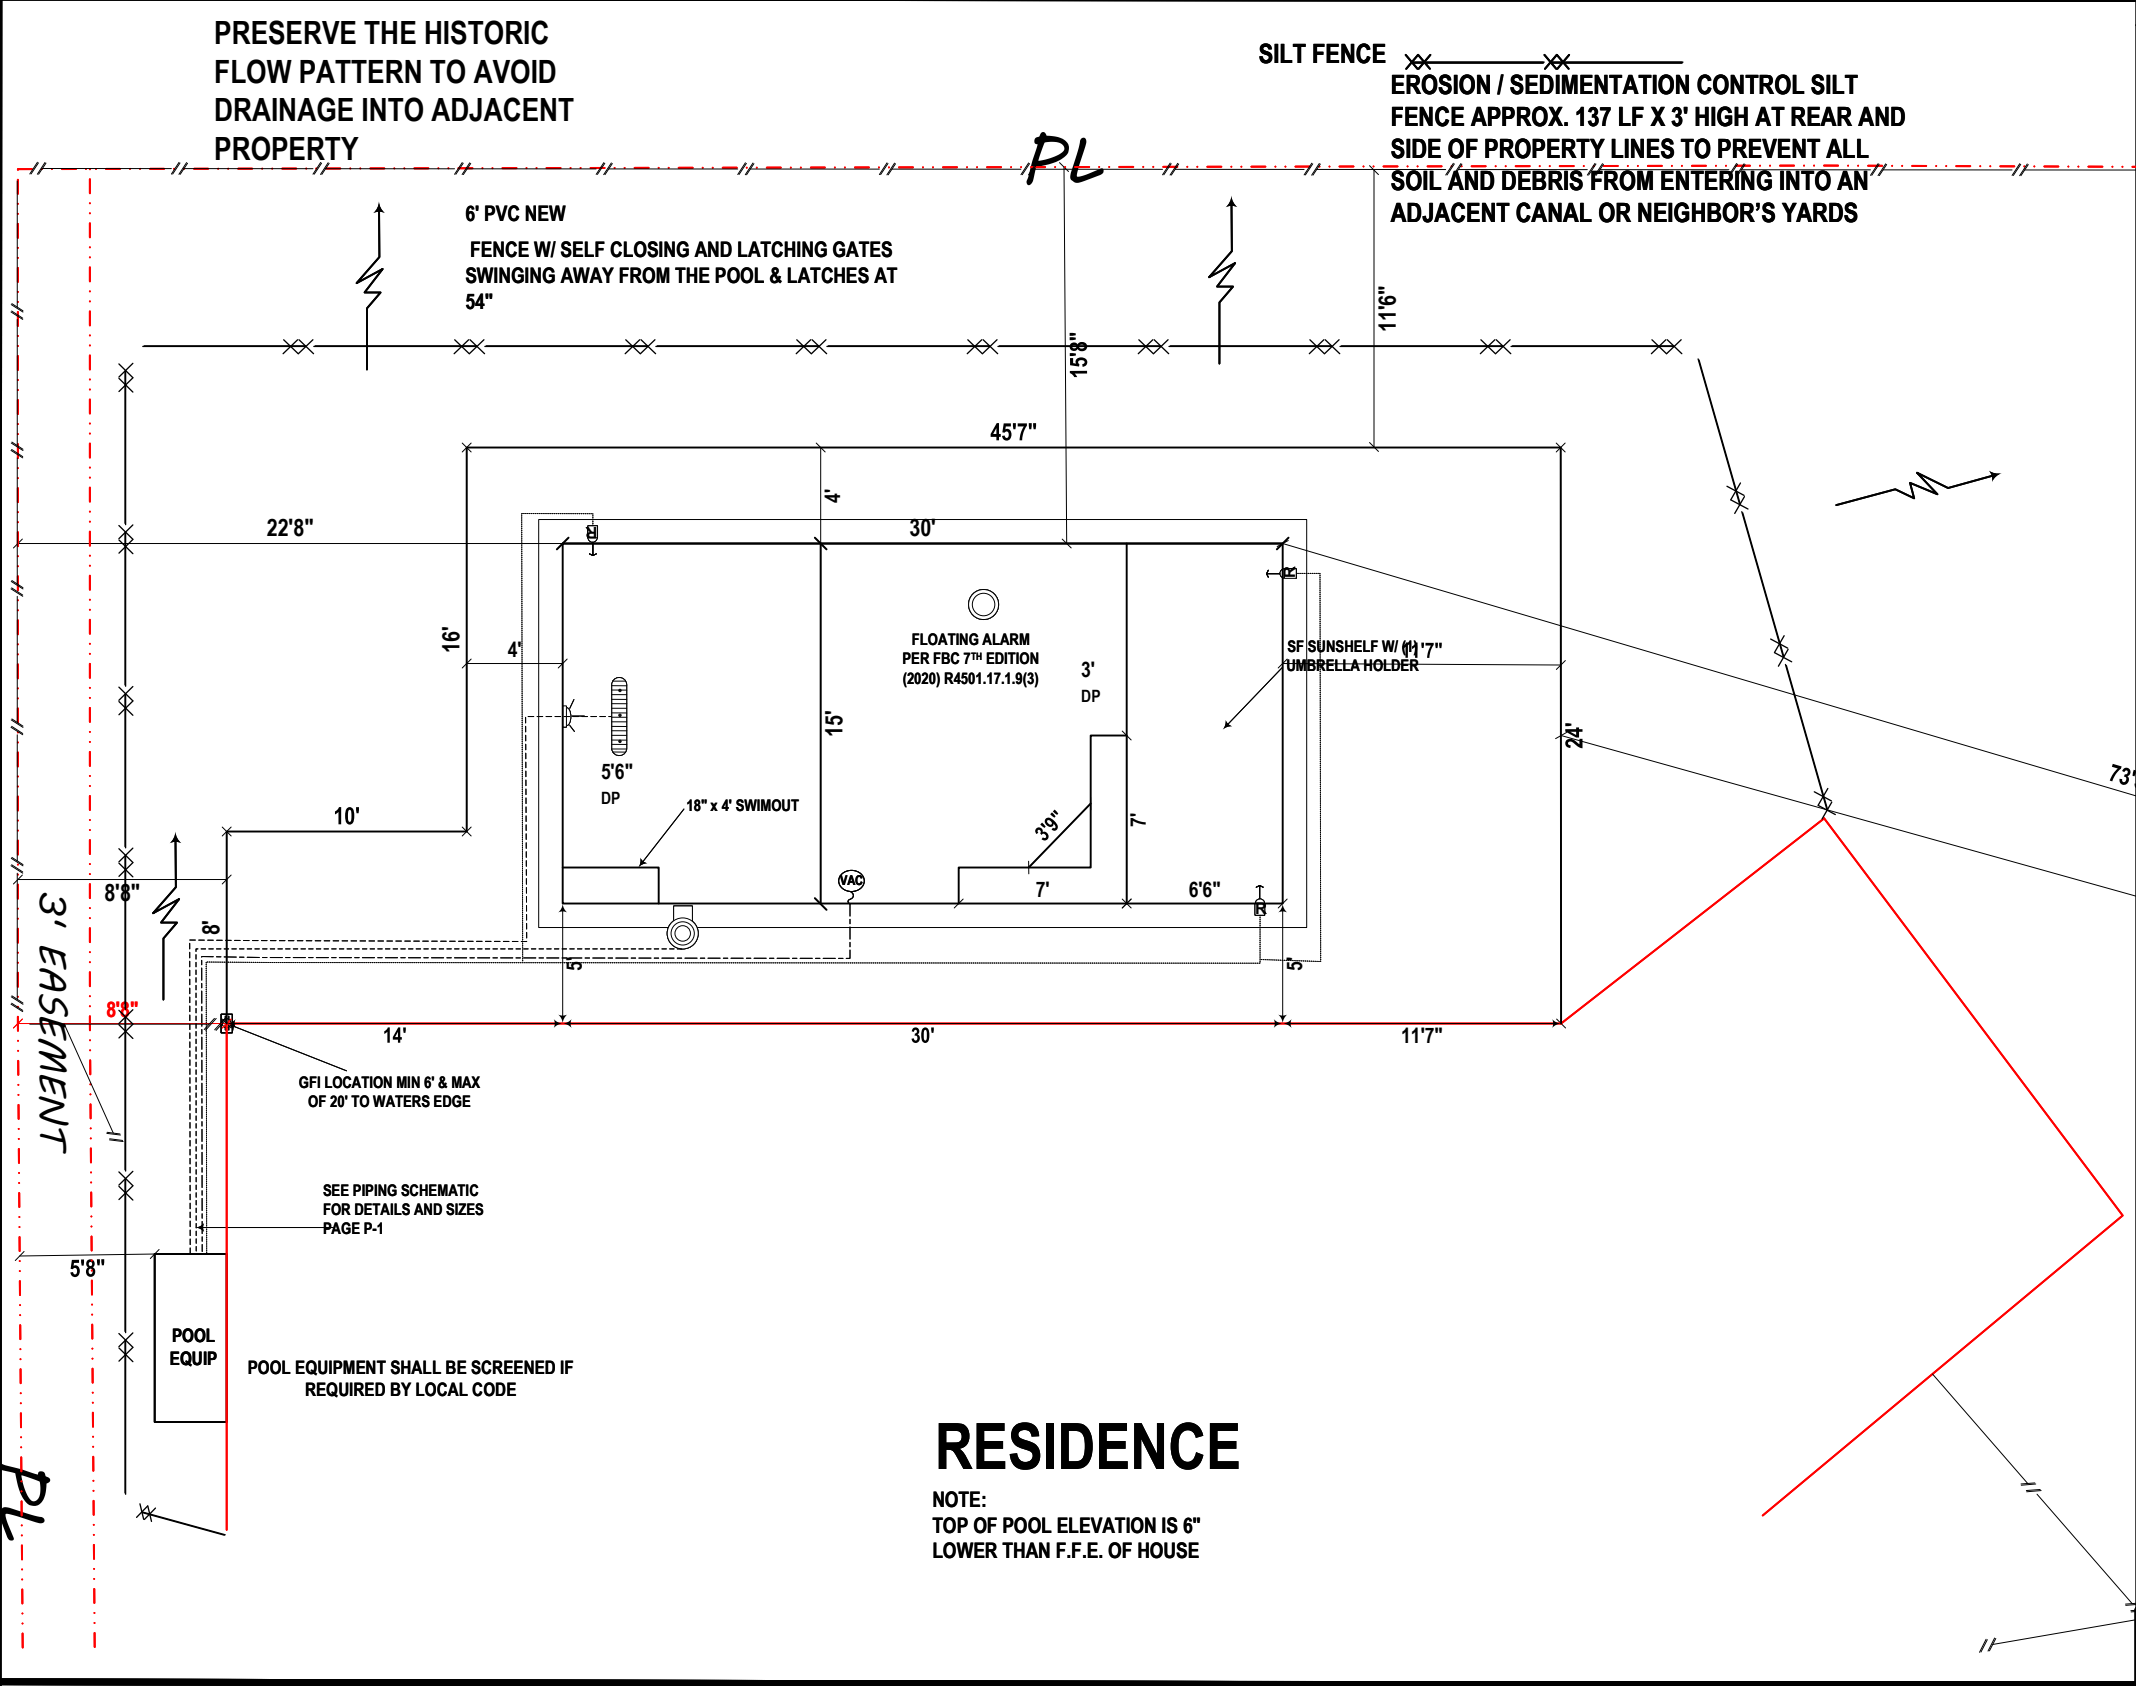 PRESERVE THE HISTORIC
FLOW PATTERN TO AVOID
DRAINAGE INTO ADJACENT
PROPERTY
SILT FENCE
EROSION / SEDIMENTATION CONTROL SILT
FENCE APPROX. 137 LF X 3' HIGH AT REAR AND
SIDE OF PROPERTY LINES TO PREVENT ALL
SOIL AND DEBRIS FROM ENTERING INTO AN
ADJACENT CANAL OR NEIGHBOR'S YARDS
PL
6' PVC NEW
FENCE W/ SELF CLOSING AND LATCHING GATES
SWINGING AWAY FROM THE POOL & LATCHES AT
54"
11'6"
15'8"
45'7"
4'
22'8"
30'
R
R
16'
4'
FLOATING ALARM
PER FBC 7TH EDITION
(2020) R4501.17.1.9(3)
3'
DP
SF SUNSHELF W/ (1)
UMBRELLA HOLDER
11'7"
15'
24'
5'6"
DP
18" x 4' SWIMOUT
73'
10'
3'9"
7'
VAC
7'
6'6"
R
8'8"
8'
5'
5'
3' EASEMENT
8'8"
14'
30'
11'7"
GFI LOCATION MIN 6' & MAX
OF 20' TO WATERS EDGE
SEE PIPING SCHEMATIC
FOR DETAILS AND SIZES
PAGE P-1
5'8"
POOL
EQUIP
POOL EQUIPMENT SHALL BE SCREENED IF
REQUIRED BY LOCAL CODE
PL
RESIDENCE
NOTE:
TOP OF POOL ELEVATION IS 6"
LOWER THAN F.F.E. OF HOUSE